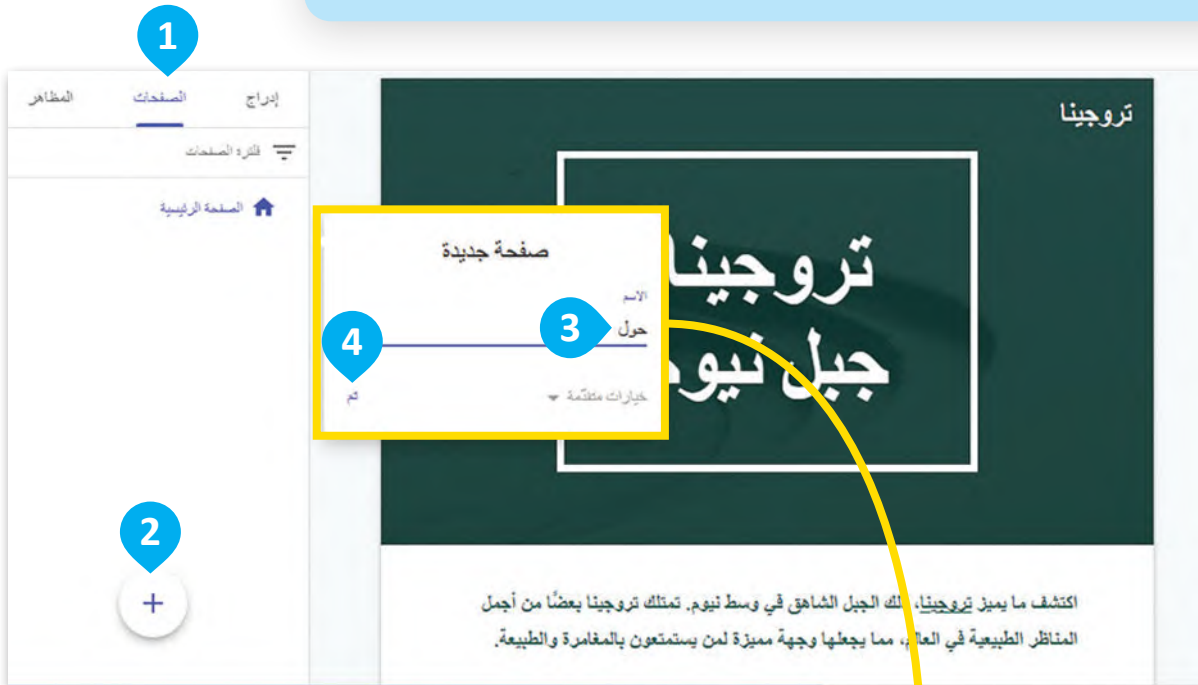 1
إدراج
الصفحات
المظاهر
فلترة الصفحات
الصفحة الرئيسية
2
+
تروجينا
تروجينا
جبل نيوم
صفحة جديدة
الاسم
3
حول
4
خيارات متقدّمة
تم
اكتشف ما يميز تروجينا، ذلك الجبل الشاهق في وسط نيوم. تمتلك تروجينا بعضًا من أجمل
المناظر الطبيعية في العالم، مما يجعلها وجهة مميزة لمن يستمتعون بالمغامرة والطبيعة.